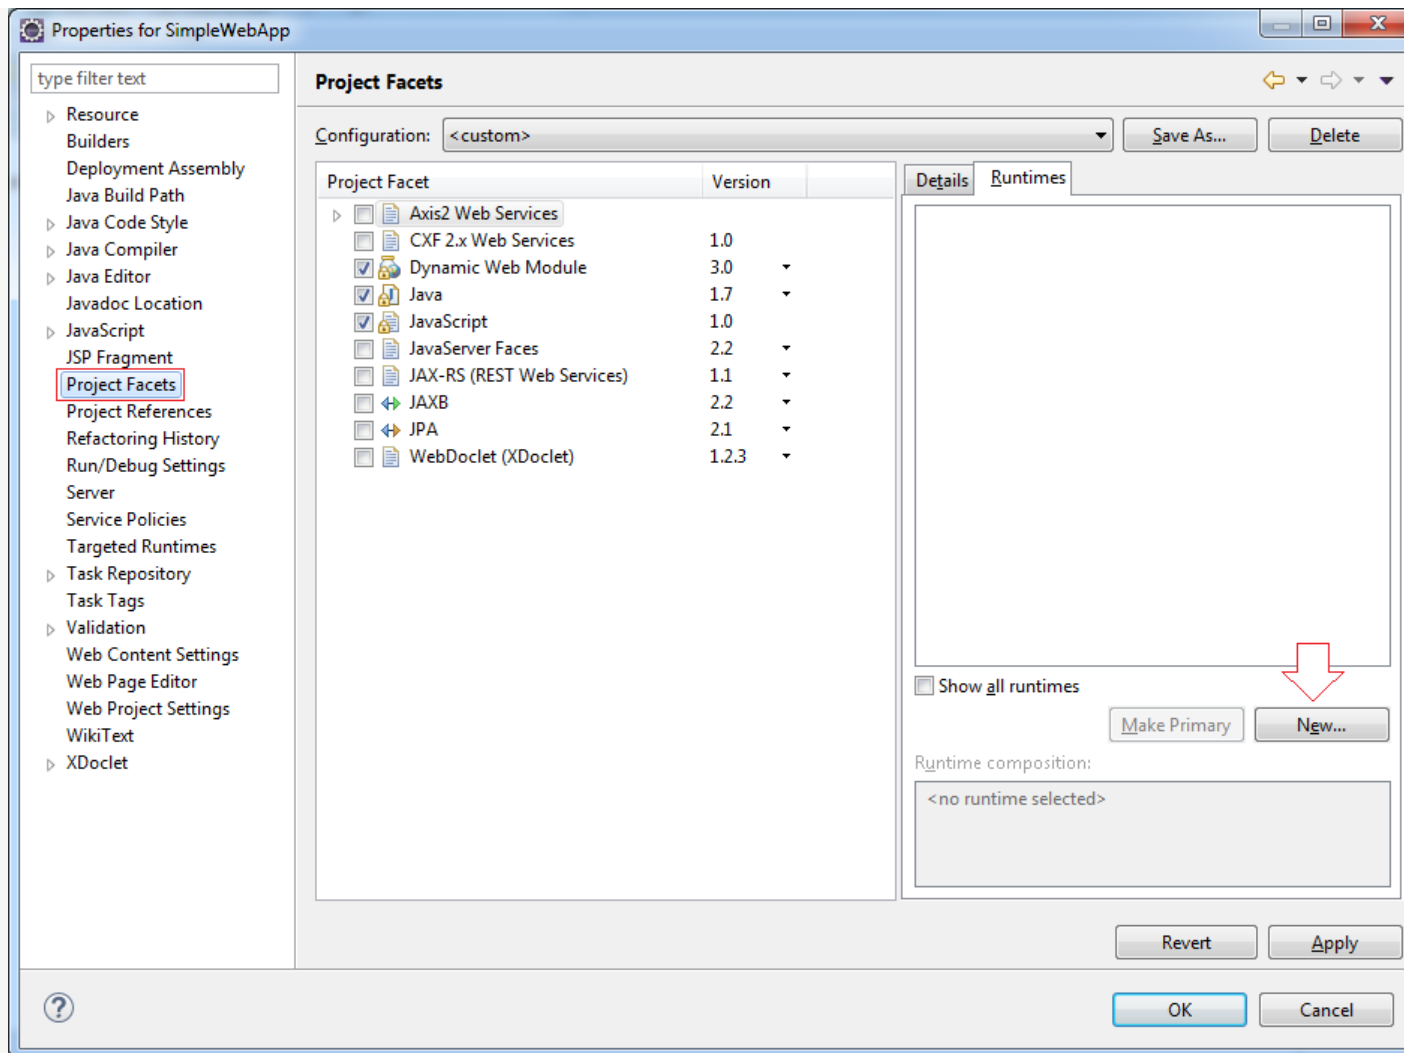 Properties for SimpleWebApp
type filter text
Resource
Builders
Deployment Assembly
Java Build Path
Java Code Style
Java Compiler
Java Editor
Javadoc Location
JavaScript
JSP Fragment
Project Facets
Project References
Refactoring History
Run/Debug Settings
Server
Service Policies
Targeted Runtimes
Task Repository
Task Tags
Validation
Web Content Settings
Web Page Editor
Web Project Settings
WikiText
XDoclet
Project Facets
Configuration: <custom> Save As... Delete
Project Facet Version
Axis2 Web Services
CXF 2.x Web Services 1.0
Dynamic Web Module 3.0
Java 1.7
JavaScript 1.0
JavaServer Faces 2.2
JAX-RS (REST Web Services) 1.1
JAXB 2.2
JPA 2.1
WebDoclet (XDoclet) 1.2.3
Details Runtimes
Show all runtimes
Make Primary New...
Runtime composition:
<no runtime selected>
Revert Apply
OK Cancel